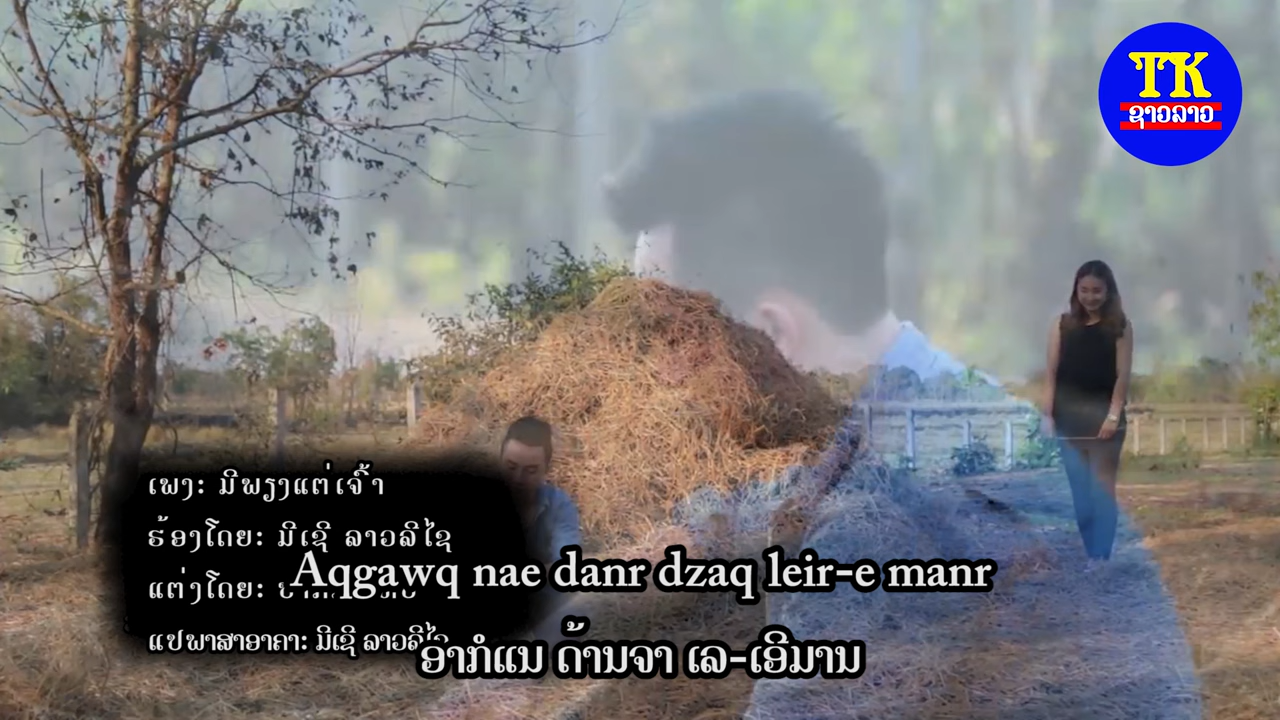 TK
ຊາວລາວ
ເພງ: ມີພຽງແຕ່ເຈົ້າ
ຮ້ອງໂດຍ: ມີເຊີ ລາວລີໄຊ
ແຕ່ງໂດຍ:
Aqgawq nae danr dzaq leir-e manr
ແປພາສາອາຄາ: ມີເຊີ ລາວລີໄຊ
ອໍາກໍແນ ດ້ານຈາ ເລ-ເອີມານ